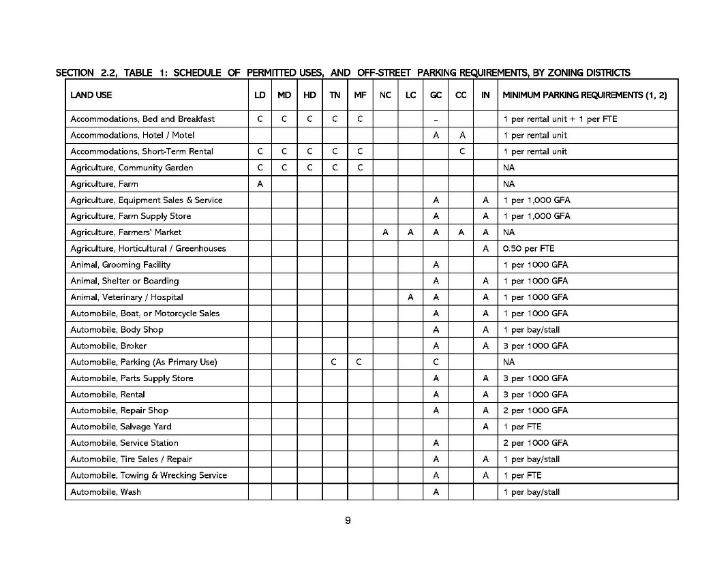 SECTION 2.2, TABLE 1: SCHEDULE OF PERMITTED USES, AND OFF-STREET PARKING REQUIREMENTS, BY ZONING DISTRICTS
LAND USE LD MD HD TN MF NC LC GC CC IN MINIMUM PARKING REQUIREMENTS (1, 2)
Accommodations, Bed and Breakfast C C C C C – 1 per rental unit + 1 per FTE
Accommodations, Hotel / Motel A A 1 per rental unit
Accommodations, Short-Term Rental C C C C C C 1 per rental unit
Agriculture, Community Garden C C C C C NA
Agriculture, Farm A NA
Agriculture, Equipment Sales & Service A A 1 per 1,000 GFA
Agriculture, Farm Supply Store A A 1 per 1,000 GFA
Agriculture, Farmers' Market A A A A A NA
Agriculture, Horticultural / Greenhouses A 0.50 per FTE
Animal, Grooming Facility A 1 per 1000 GFA
Animal, Shelter or Boarding A A 1 per 1000 GFA
Animal, Veterinary / Hospital A A A 1 per 1000 GFA
Automobile, Boat, or Motorcycle Sales A A 1 per 1000 GFA
Automobile, Body Shop A A 1 per bay/stall
Automobile, Broker A A 3 per 1000 GFA
Automobile, Parking (As Primary Use) C C C NA
Automobile, Parts Supply Store A A 3 per 1000 GFA
Automobile, Rental A A 3 per 1000 GFA
Automobile, Repair Shop A A 2 per 1000 GFA
Automobile, Salvage Yard A 1 per FTE
Automobile, Service Station A 2 per 1000 GFA
Automobile, Tire Sales / Repair A A 1 per bay/stall
Automobile, Towing & Wrecking Service A A 1 per FTE
Automobile, Wash A 1 per bay/stall
9